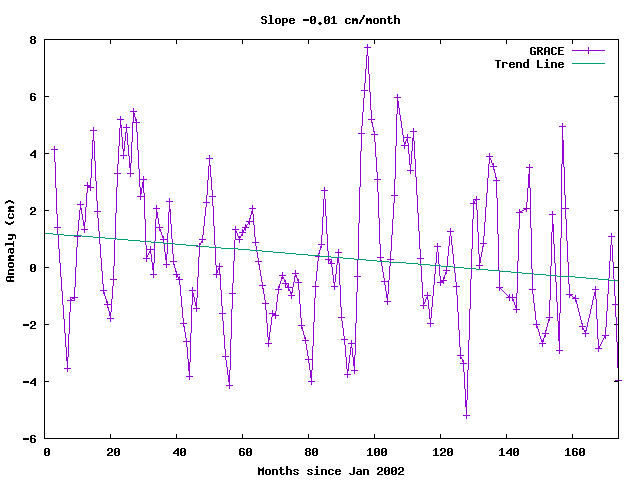 Slope -0.01 cm/month
GRACE
Trend Line
8
6
4
2
0
-2
-4
-6
Anomaly (cm)
0 20 40 60 80 100 120 140 160
Months since Jan 2002